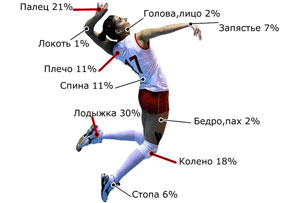 Палец 21%
Голова,лицо 2%
Запястье 7%
Локоть 1%
Плечо 11%
17
Спина 11%
Лодыжка 30%
Бедро,пах 2%
Колено 18%
Стопа 6%